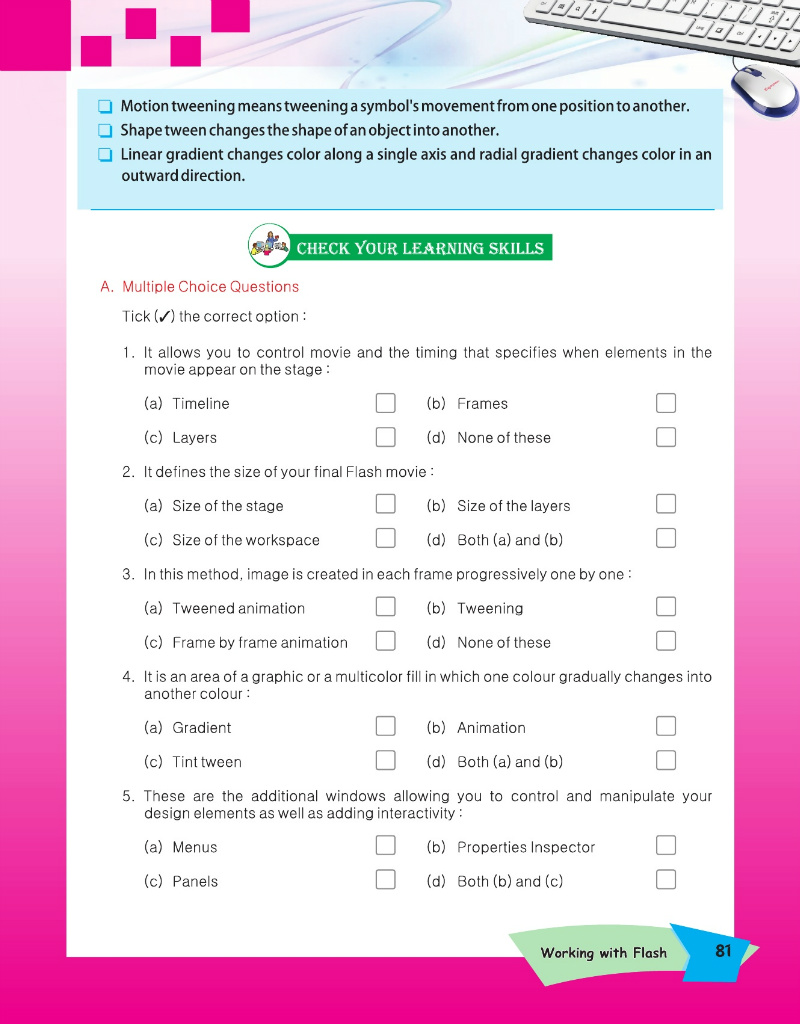 ❑ Motion tweening means tweening a symbol's movement from one position to another.
❑ Shape tween changes the shape of an object into another.
❑ Linear gradient changes color along a single axis and radial gradient changes color in an
outward direction.
CHECK YOUR LEARNING SKILLS
A. Multiple Choice Questions
Tick (✓) the correct option :
1. It allows you to control movie and the timing that specifies when elements in the
movie appear on the stage :
(a) Timeline (b) Frames
(c) Layers (d) None of these
2. It defines the size of your final Flash movie :
(a) Size of the stage (b) Size of the layers
(c) Size of the workspace (d) Both (a) and (b)
3. In this method, image is created in each frame progressively one by one :
(a) Tweened animation (b) Tweening
(c) Frame by frame animation (d) None of these
4. It is an area of a graphic or a multicolor fill in which one colour gradually changes into
another colour :
(a) Gradient (b) Animation
(c) Tint tween (d) Both (a) and (b)
5. These are the additional windows allowing you to control and manipulate your
design elements as well as adding interactivity :
(a) Menus (b) Properties Inspector
(c) Panels (d) Both (b) and (c)
Working with Flash 81